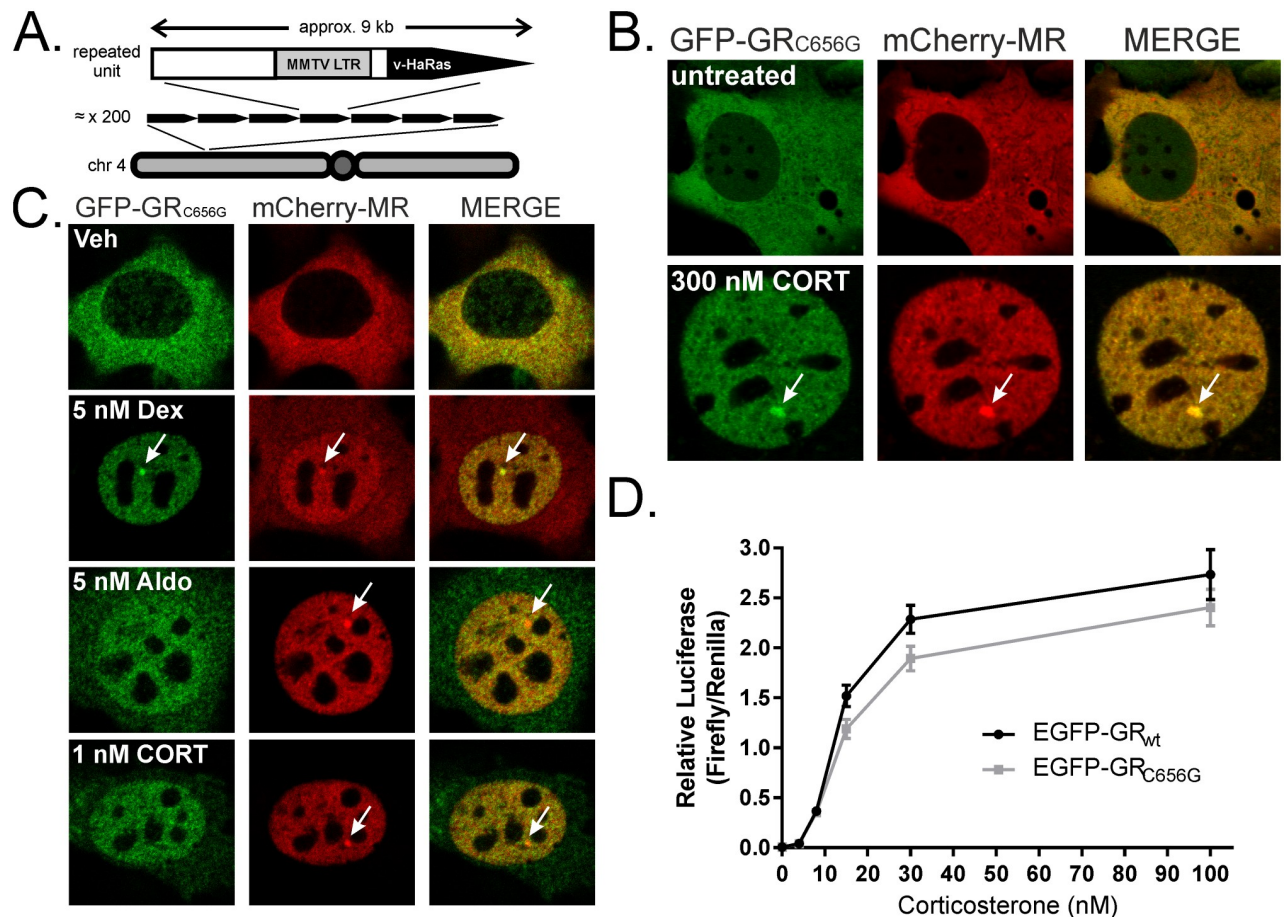 A.
approx. 9 kb
repeated
unit
MMTV LTR
v-HaRas
≈ x 200
chr 4
B.
GFP-GRC656G mCherry-MR MERGE
untreated
300 nM CORT
C.
GFP-GRC656G mCherry-MR MERGE
Veh
5 nM Dex
5 nM Aldo
1 nM CORT
D.
Relative Luciferase
(Firefly/Renilla)
3.0
2.5
2.0
1.5
1.0
0.5
0.0
EGFP-GRwt
EGFP-GRC656G
0 10 20 30 40 50 60 70 80 90 100
Corticosterone (nM)